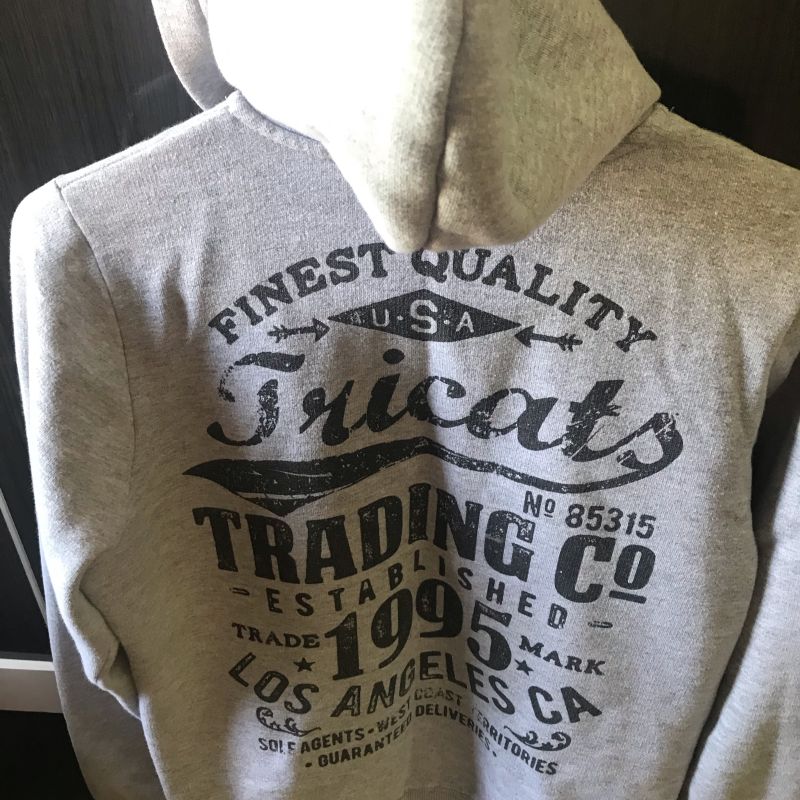 FINEST QUALITY
U·S·A
Tricats
Nº 85315
TRADING Cº
- ESTABLISHED -
TRADE 1995 MARK
LOS ANGELES CA
SOLE AGENTS · WEST COAST TERRITORIES
· GUARANTEED DELIVERIES ·